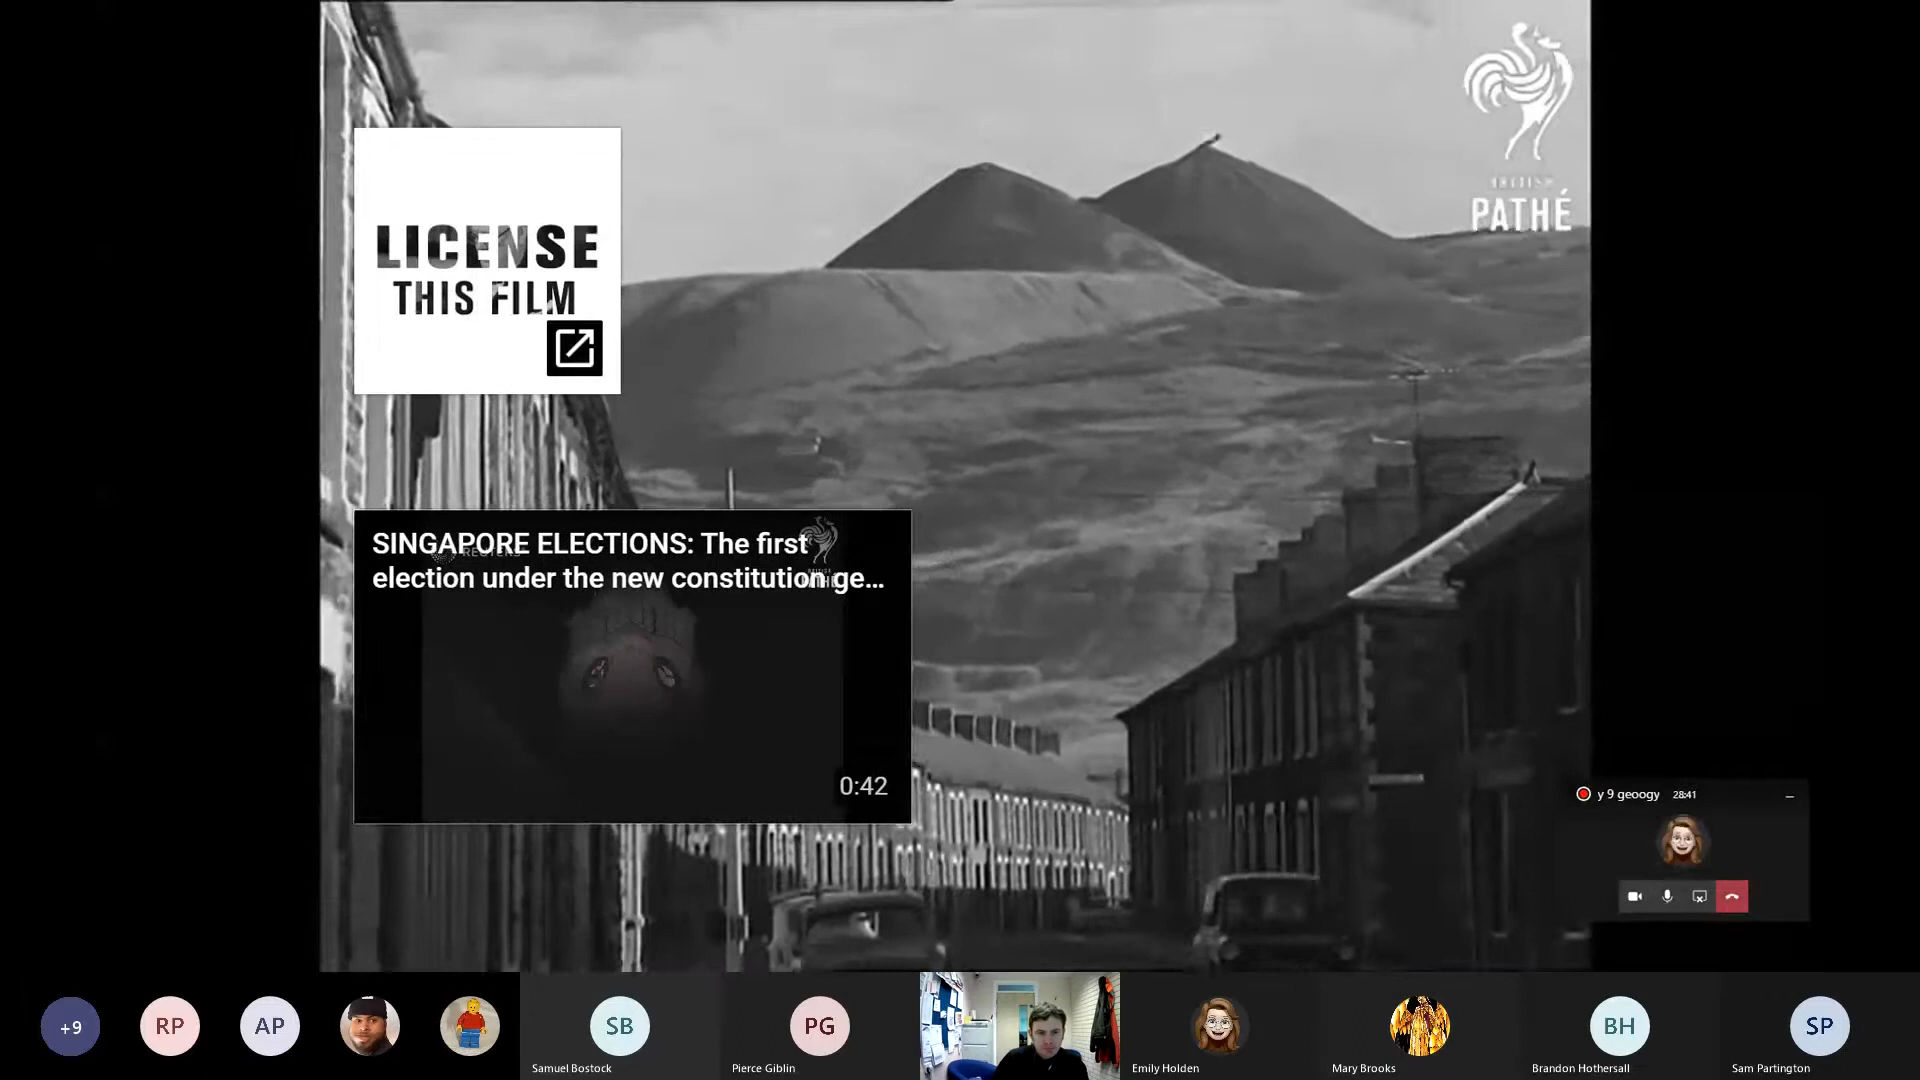 BRITISH
PATHÉ
LICENSE
THIS FILM
SINGAPORE ELECTIONS: The first
election under the new constitution ge...
REUTERS
0:42
y 9 geoogy 28:41
+9
RP
AP
SB
Samuel Bostock
PG
Pierce Giblin
Emily Holden
Mary Brooks
BH
Brandon Hothersall
SP
Sam Partington